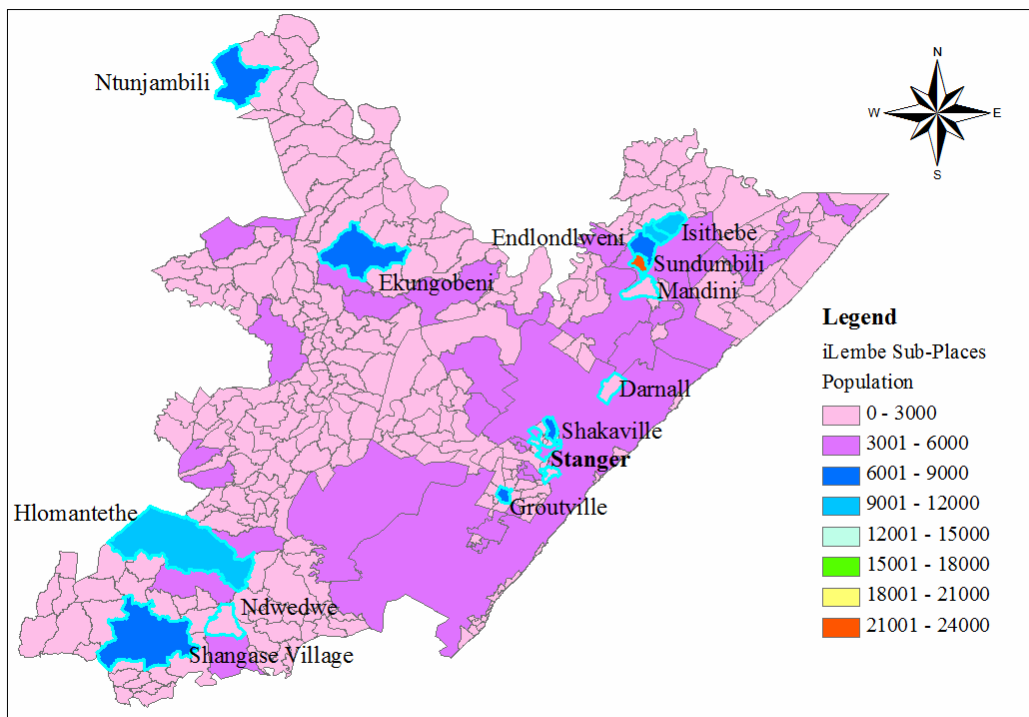 N
W
E
S
Ntunjambili
Endlondlweni
Isithebe
Sundumbili
Ekungobeni
Mandini
Darnall
Shakaville
Stanger
Groutville
Hlomantethe
Ndwedwe
Shangase Village
Legend
iLembe Sub-Places
Population
0 - 3000
3001 - 6000
6001 - 9000
9001 - 12000
12001 - 15000
15001 - 18000
18001 - 21000
21001 - 24000